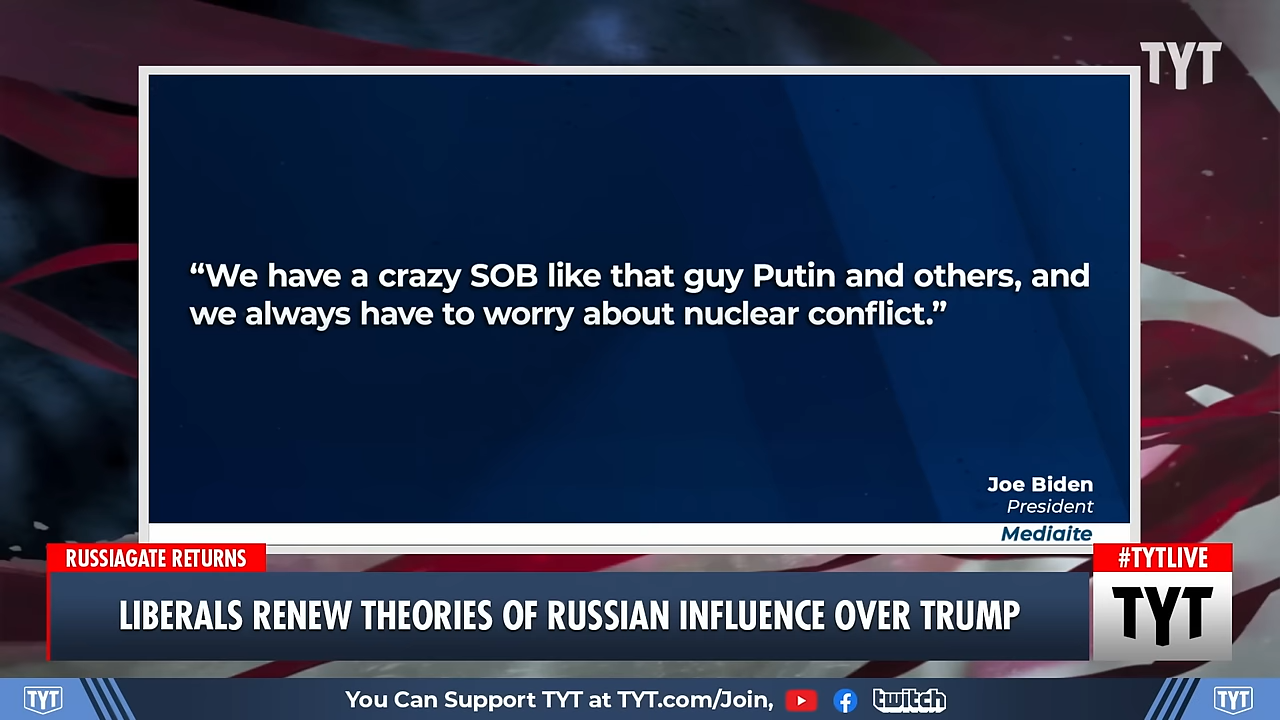 TYT
“We have a crazy SOB like that guy Putin and others, and
we always have to worry about nuclear conflict.”
Joe Biden
President
Mediaite
RUSSIAGATE RETURNS
#TYTLIVE
LIBERALS RENEW THEORIES OF RUSSIAN INFLUENCE OVER TRUMP
TYT
TYT
You Can Support TYT at TYT.com/Join,
twitch
TYT